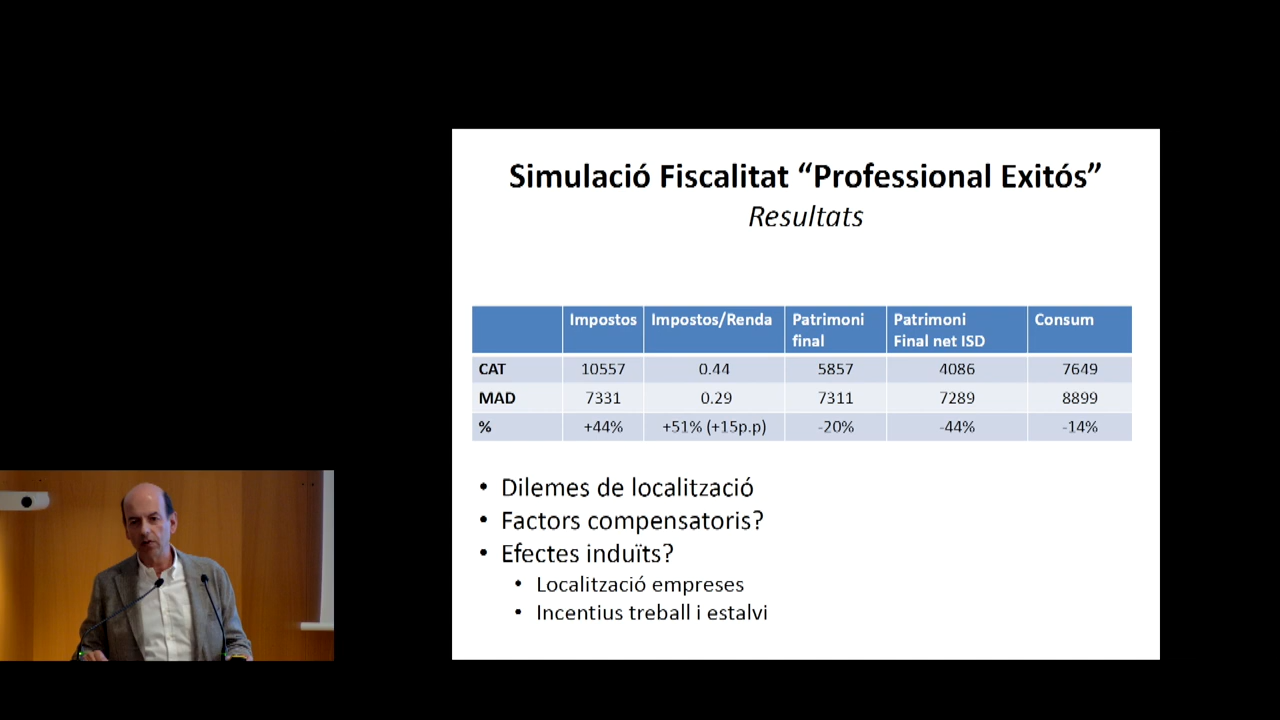 Simulació Fiscalitat “Professional Exitós”
Resultats
Impostos Impostos/Renda Patrimoni final Patrimoni Final net ISD Consum
CAT 10557 0.44 5857 4086 7649
MAD 7331 0.29 7311 7289 8899
% +44% +51% (+15p.p) -20% -44% -14%
• Dilemes de localització
• Factors compensatoris?
• Efectes induïts?
• Localització empreses
• Incentius treball i estalvi